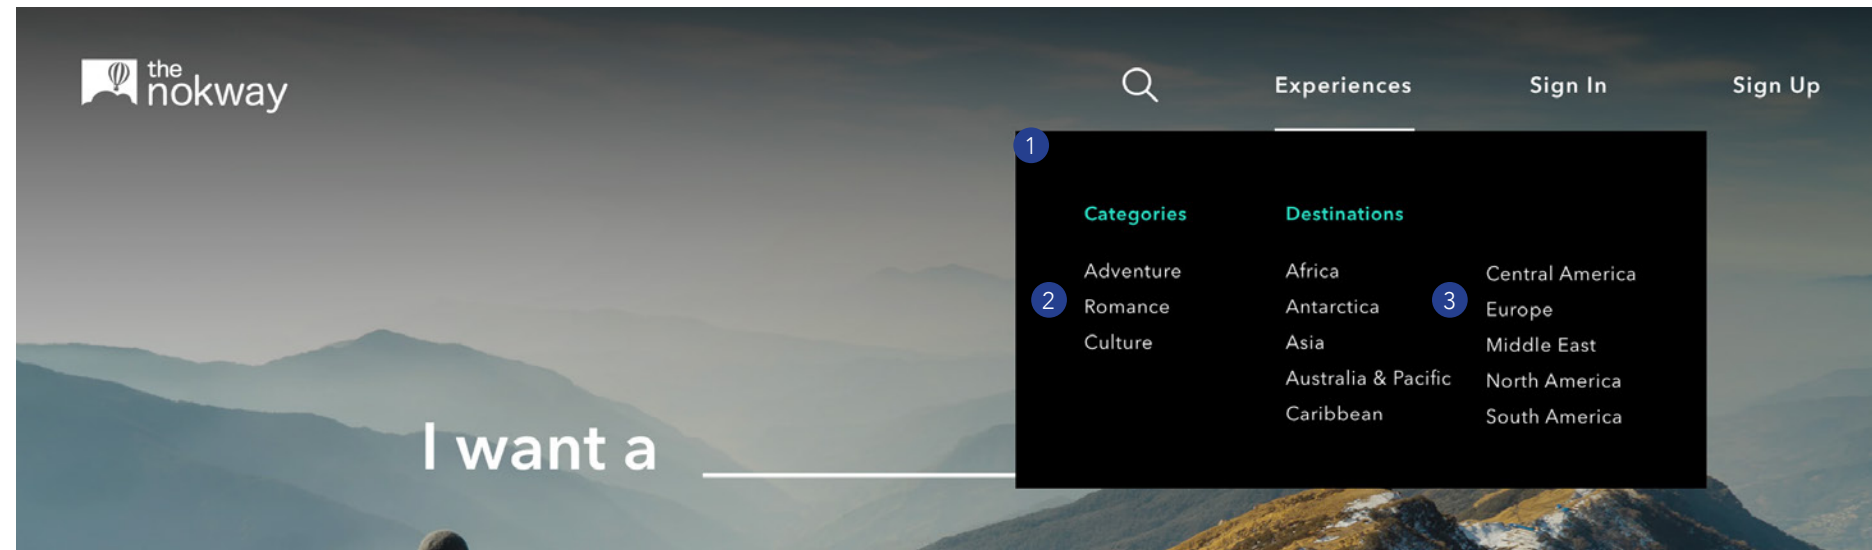 the
nokway
Experiences
Sign In
Sign Up
1
Categories
Adventure
2
Romance
Culture
Destinations
Africa
Antarctica
Asia
Australia & Pacific
Caribbean
3
Central America
Europe
Middle East
North America
South America
I want a